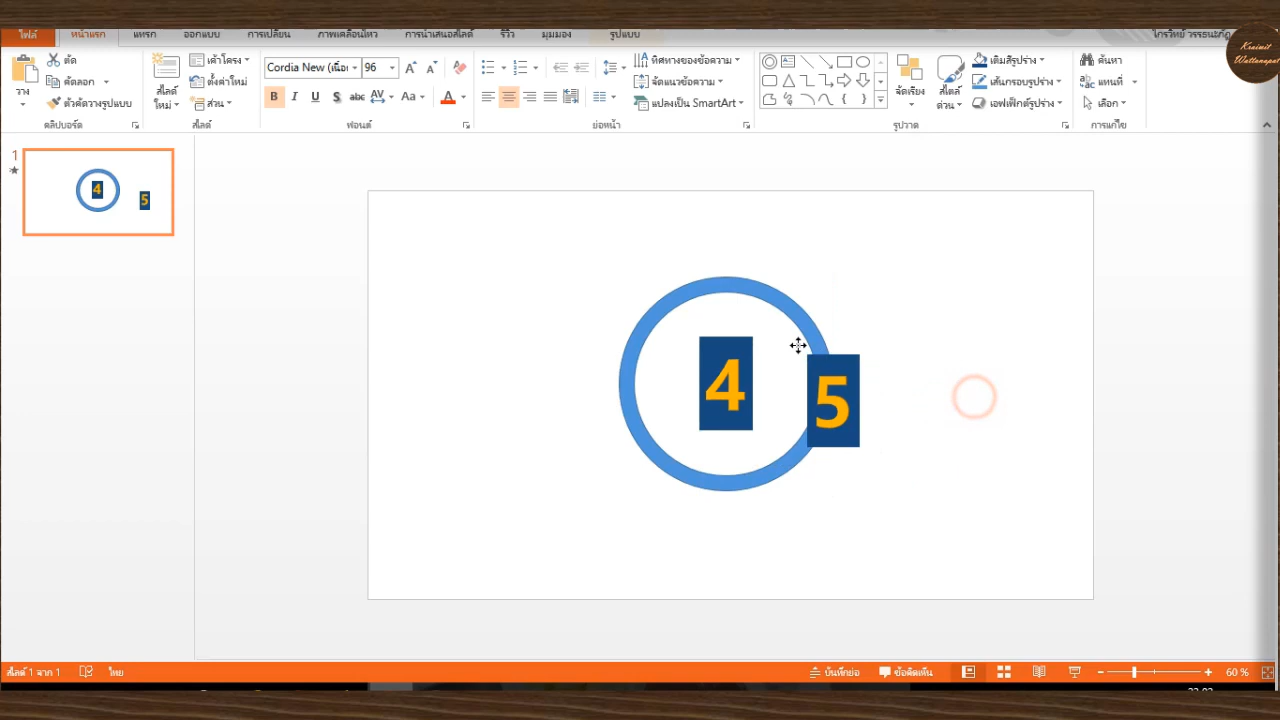 ไฟล์ หน้าแรก แทรก ออกแบบ การเปลี่ยน ภาพเคลื่อนไหว การนำเสนอสไลด์ รีวิว มุมมอง รูปแบบ
Kraiwit
ตัด เค้าโครง Cordia New (เนื้อ 96 ทิศทางของข้อความ เติมสีรูปร่าง ค้นหา
คัดลอก ตั้งค่าใหม่ จัดแนวข้อความ เส้นกรอบรูปร่าง แทนที่
วาง ตัวคัดวางรูปแบบ สไลด์ใหม่ ส่วน B I U S abc AV Aa A แปลงเป็น SmartArt จัดเรียง สไตล์ด่วน เอฟเฟ็กต์รูปร่าง เลือก
คลิปบอร์ด สไลด์ ฟอนต์ ย่อหน้า รูปวาด การแก้ไข
1
4 5
4 5
สไลด์ 1 จาก 1 ไทย บันทึกย่อ ข้อคิดเห็น 60 %